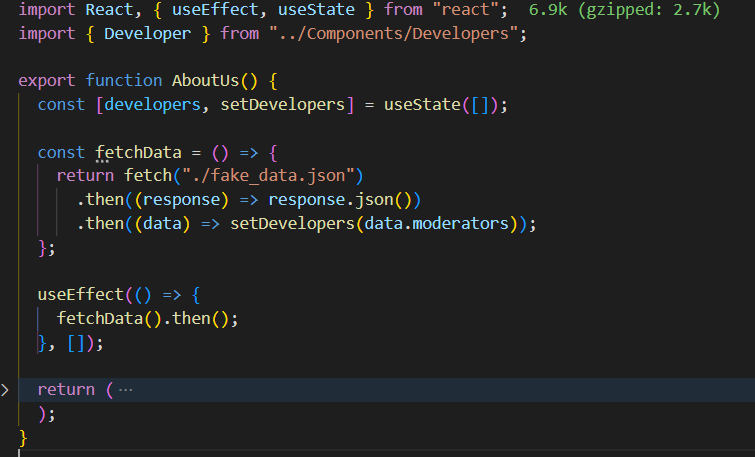 import React, { useEffect, useState } from "react";  6.9k (gzipped: 2.7k)
import { Developer } from "../Components/Developers";

export function AboutUs() {
  const [developers, setDevelopers] = useState([]);

  const fetchData = () => {
    return fetch("./fake_data.json")
      .then((response) => response.json())
      .then((data) => setDevelopers(data.moderators));
  };

  useEffect(() => {
    fetchData().then();
  }, []);

  return ( ...
  );
}